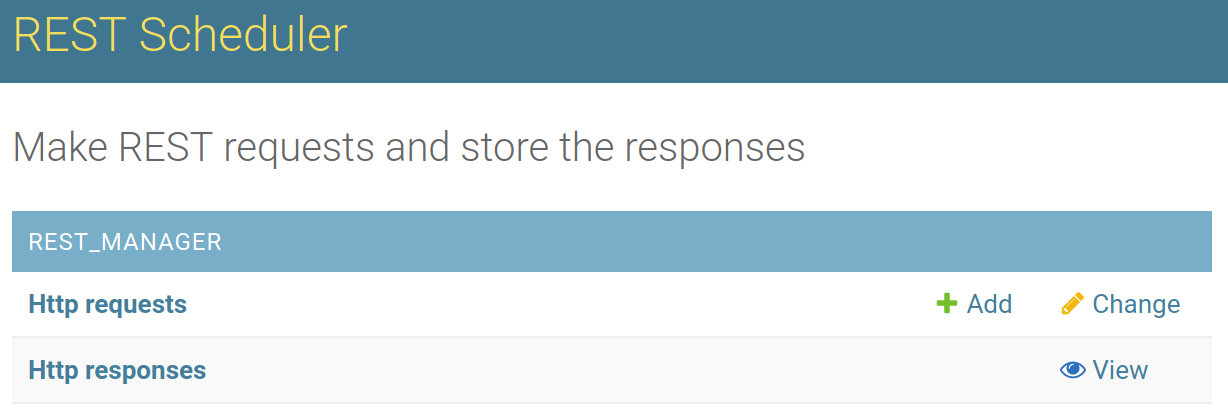 REST Scheduler
Make REST requests and store the responses
REST_MANAGER
Http requests Add Change
Http responses View